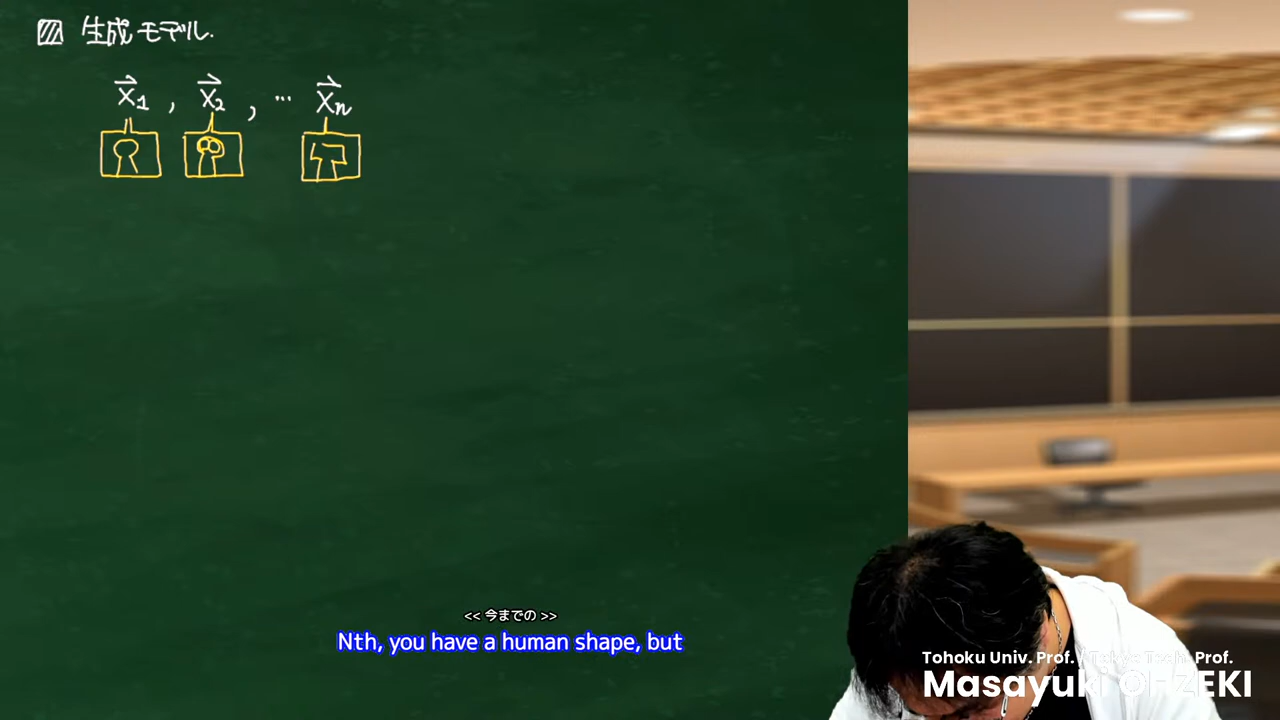 生成モデル.
x⃗₁ , x⃗₂ , … x⃗ₙ
<< 今までの >>
Nth, you have a human shape, but
Tohoku Univ. Prof. / Tokyo Tech. Prof.
Masayuki OHZEKI